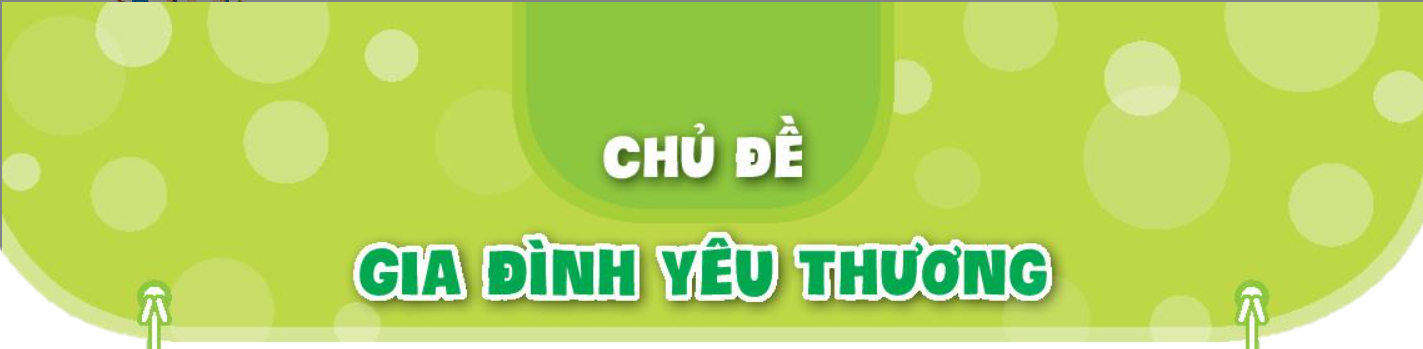 CHỦ ĐỀ
GIA ĐÌNH YÊU THƯƠNG